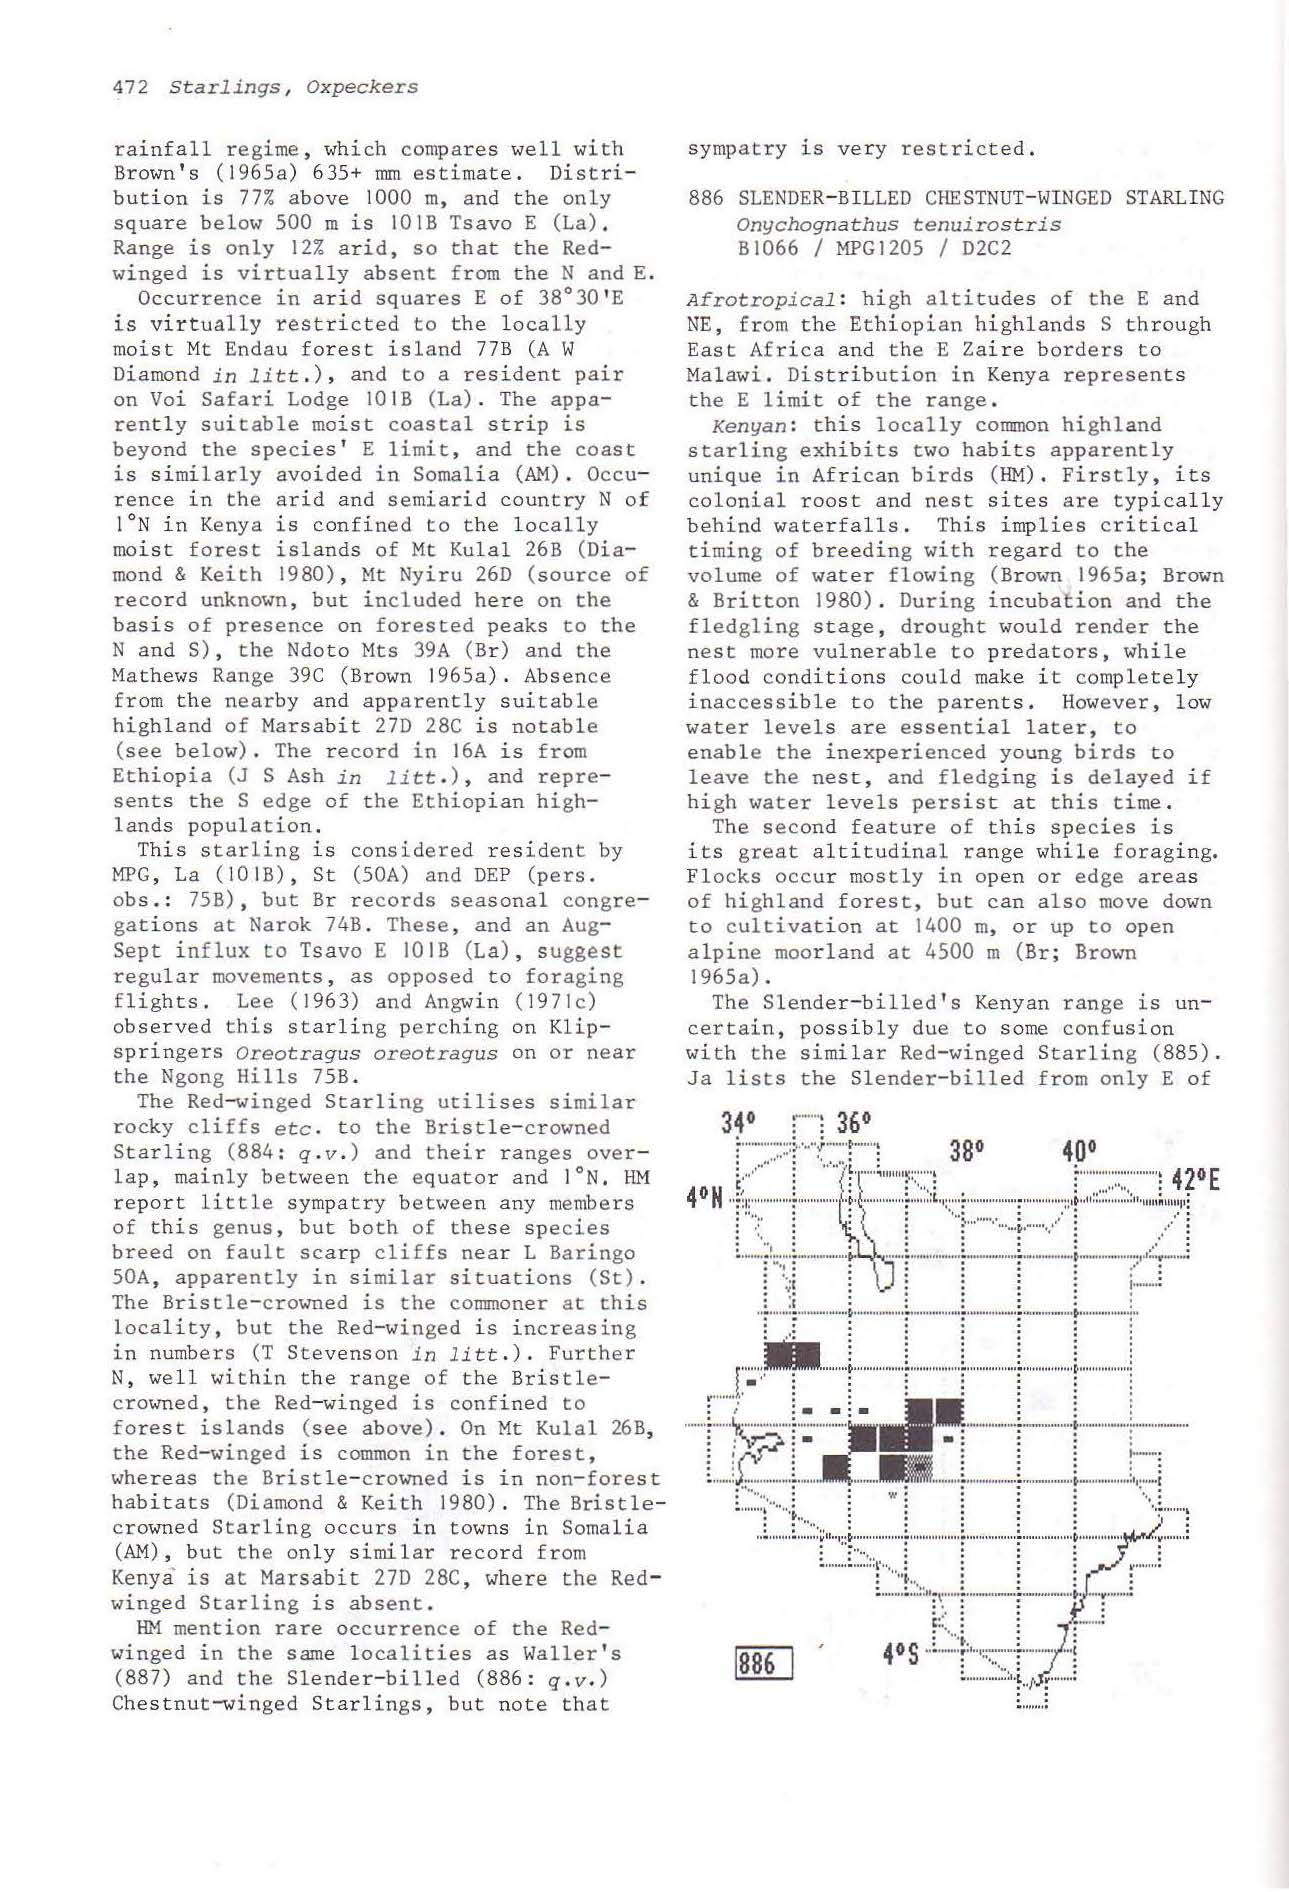 472 Starlings, Oxpeckers
rainfall regime, which compares well with
Brown's (1965a) 635+ mm estimate. Distri-
bution is 77% above 1000 m, and the only
square below 500 m is 101B Tsavo E (La).
Range is only 12% arid, so that the Red-
winged is virtually absent from the N and E.
Occurrence in arid squares E of 38°30'E
is virtually restricted to the locally
moist Mt Endau forest island 77B (A W
Diamond in litt.), and to a resident pair
on Voi Safari Lodge 101B (La). The appa-
rently suitable moist coastal strip is
beyond the species' E limit, and the coast
is similarly avoided in Somalia (AM). Occu-
rence in the arid and semiarid country N of
1°N in Kenya is confined to the locally
moist forest islands of Mt Kulal 26B (Dia-
mond & Keith 1980), Mt Nyiru 26D (source of
record unknown, but included here on the
basis of presence on forested peaks to the
N and S), the Ndoto Mts 39A (Br) and the
Mathews Range 39C (Brown 1965a). Absence
from the nearby and apparently suitable
highland of Marsabit 27D 28C is notable
(see below). The record in 16A is from
Ethiopia (J S Ash in litt.), and repre-
sents the S edge of the Ethiopian high-
lands population.
This starling is considered resident by
MPG, La (101B), St (50A) and DEP (pers.
obs.: 75B), but Br records seasonal congre-
gations at Narok 74B. These, and an Aug-
Sept influx to Tsavo E 101B (La), suggest
regular movements, as opposed to foraging
flights. Lee (1963) and Angwin (1971c)
observed this starling perching on Klip-
springers Oreotragus oreotragus on or near
the Ngong Hills 75B.
The Red-winged Starling utilises similar
rocky cliffs etc. to the Bristle-crowned
Starling (884: q.v.) and their ranges over-
lap, mainly between the equator and 1°N. HM
report little sympatry between any members
of this genus, but both of these species
breed on fault scarp cliffs near L Baringo
50A, apparently in similar situations (St).
The Bristle-crowned is the commoner at this
locality, but the Red-winged is increasing
in numbers (T Stevenson in litt.). Further
N, well within the range of the Bristle-
crowned, the Red-winged is confined to
forest islands (see above). On Mt Kulal 26B,
the Red-winged is common in the forest,
whereas the Bristle-crowned is in non-forest
habitats (Diamond & Keith 1980). The Bristle-
crowned Starling occurs in towns in Somalia
(AM), but the only similar record from
Kenya is at Marsabit 27D 28C, where the Red-
winged Starling is absent.
HM mention rare occurrence of the Red-
winged in the same localities as Waller's
(887) and the Slender-billed (886: q.v.)
Chestnut-winged Starlings, but note that
sympatry is very restricted.
886 SLENDER-BILLED CHESTNUT-WINGED STARLING
Onychognathus tenuirostris
B1066 / MPG1205 / D2C2
Afrotropical: high altitudes of the E and
NE, from the Ethiopian highlands S through
East Africa and the E Zaire borders to
Malawi. Distribution in Kenya represents
the E limit of the range.
Kenyan: this locally common highland
starling exhibits two habits apparently
unique in African birds (HM). Firstly, its
colonial roost and nest sites are typically
behind waterfalls. This implies critical
timing of breeding with regard to the
volume of water flowing (Brown 1965a; Brown
& Britton 1980). During incubation and the
fledgling stage, drought would render the
nest more vulnerable to predators, while
flood conditions could make it completely
inaccessible to the parents. However, low
water levels are essential later, to
enable the inexperienced young birds to
leave the nest, and fledging is delayed if
high water levels persist at this time.
The second feature of this species is
its great altitudinal range while foraging.
Flocks occur mostly in open or edge areas
of highland forest, but can also move down
to cultivation at 1400 m, or up to open
alpine moorland at 4500 m (Br; Brown
1965a).
The Slender-billed's Kenyan range is un-
certain, possibly due to some confusion
with the similar Red-winged Starling (885).
Ja lists the Slender-billed from only E of
34° 36°
38° 40°
42°E
4°N
w
4°S
886